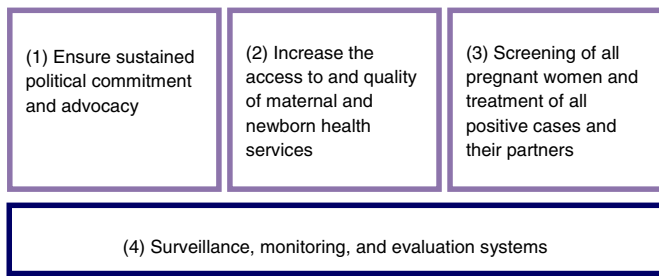 (1) Ensure sustained
political commitment
and advocacy
(2) Increase the
access to and quality
of maternal and
newborn health
services
(3) Screening of all
pregnant women and
treatment of all
positive cases and
their partners
(4) Surveillance, monitoring, and evaluation systems